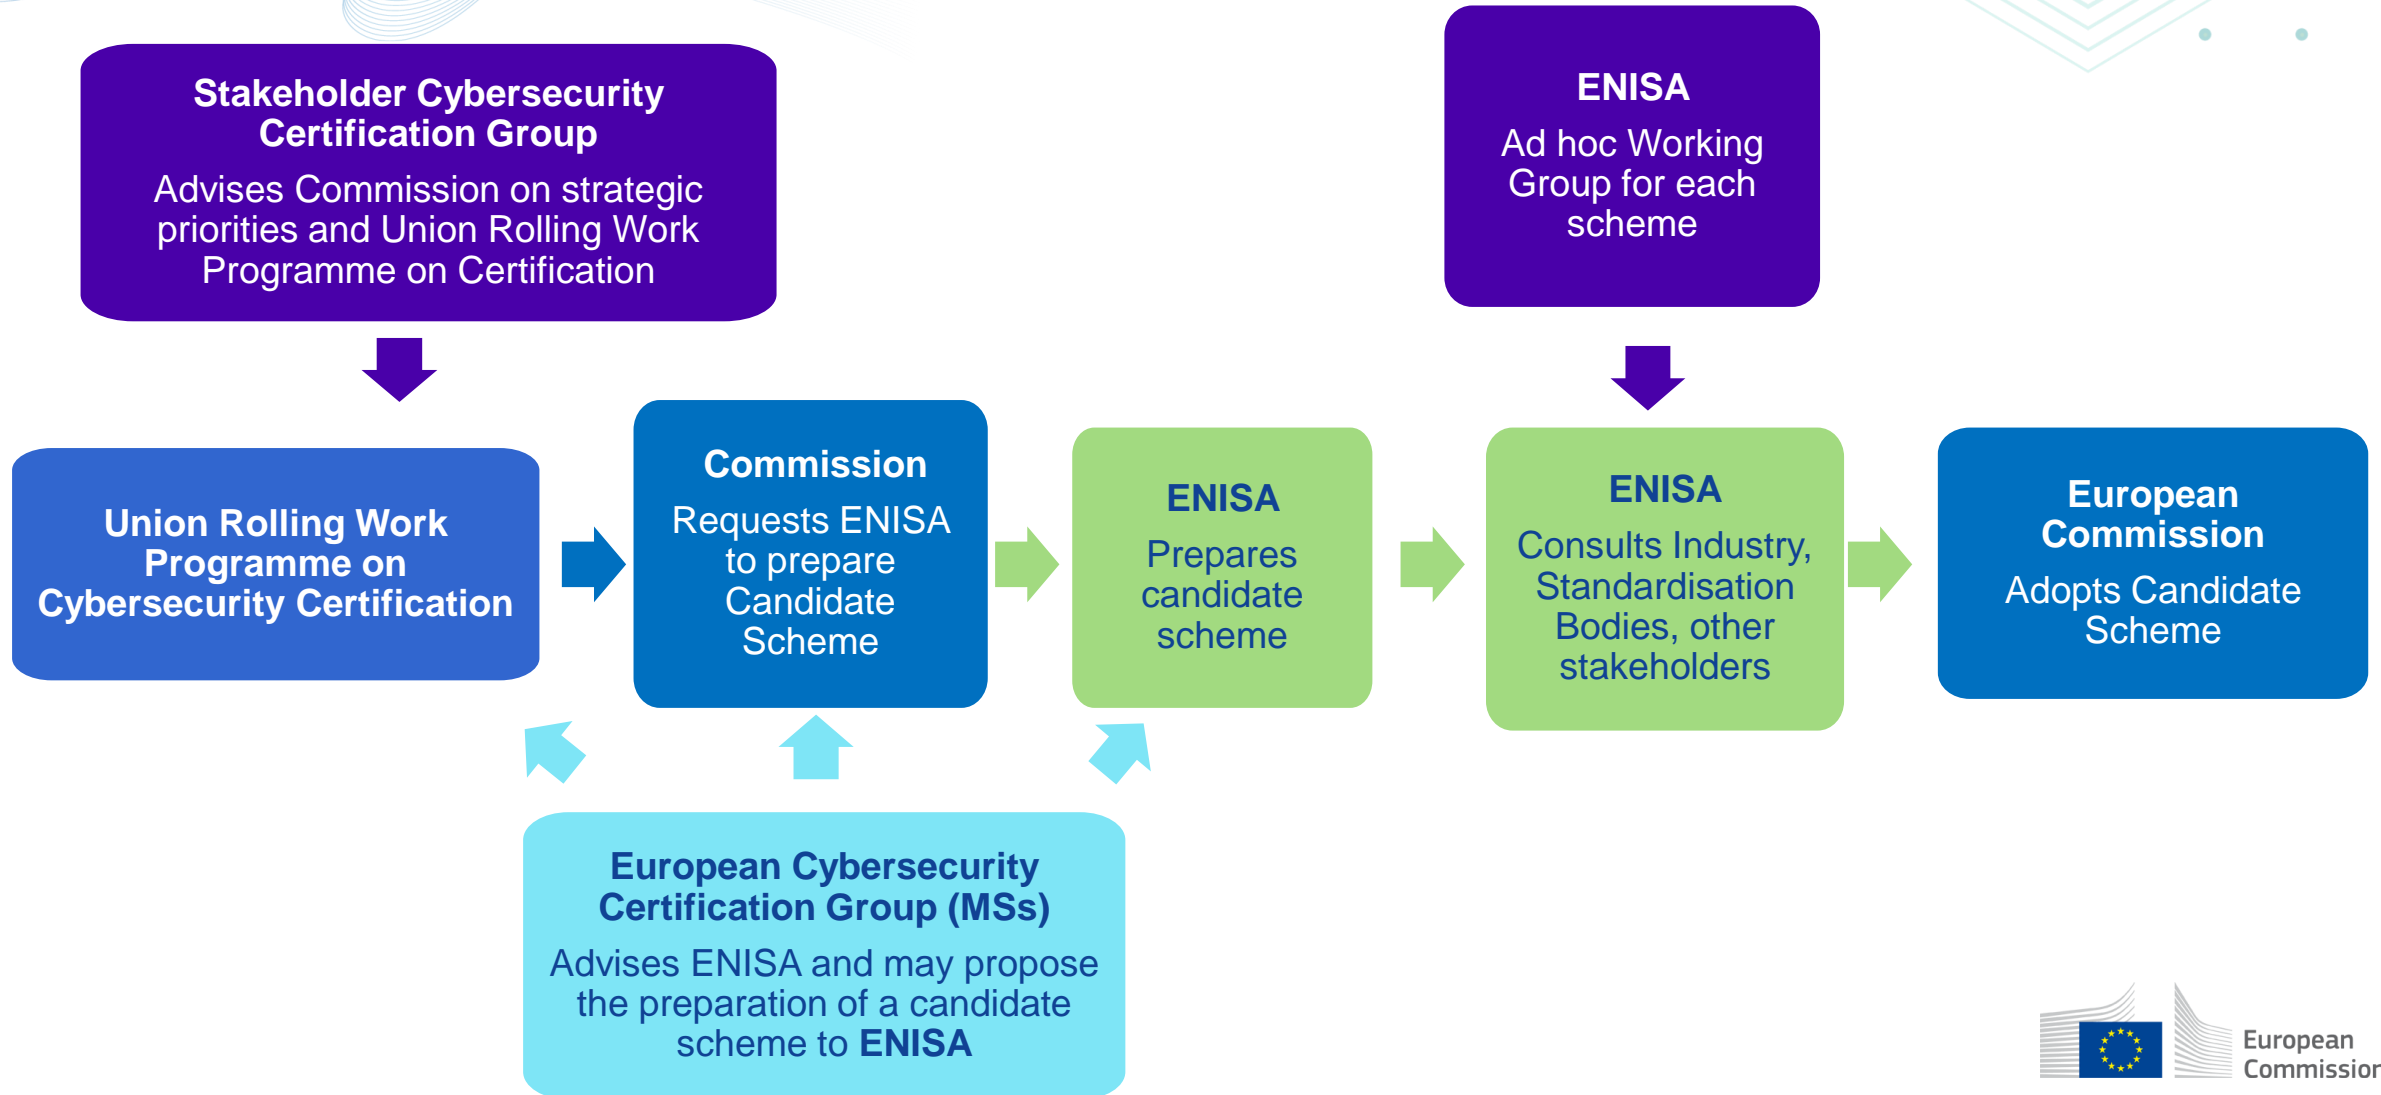 Stakeholder Cybersecurity
Certification Group
Advises Commission on strategic
priorities and Union Rolling Work
Programme on Certification
ENISA
Ad hoc Working
Group for each
scheme
Union Rolling Work
Programme on
Cybersecurity Certification
Commission
Requests ENISA
to prepare
Candidate
Scheme
ENISA
Prepares
candidate
scheme
ENISA
Consults Industry,
Standardisation
Bodies, other
stakeholders
European
Commission
Adopts Candidate
Scheme
European Cybersecurity
Certification Group (MSs)
Advises ENISA and may propose
the preparation of a candidate
scheme to ENISA
European
Commission